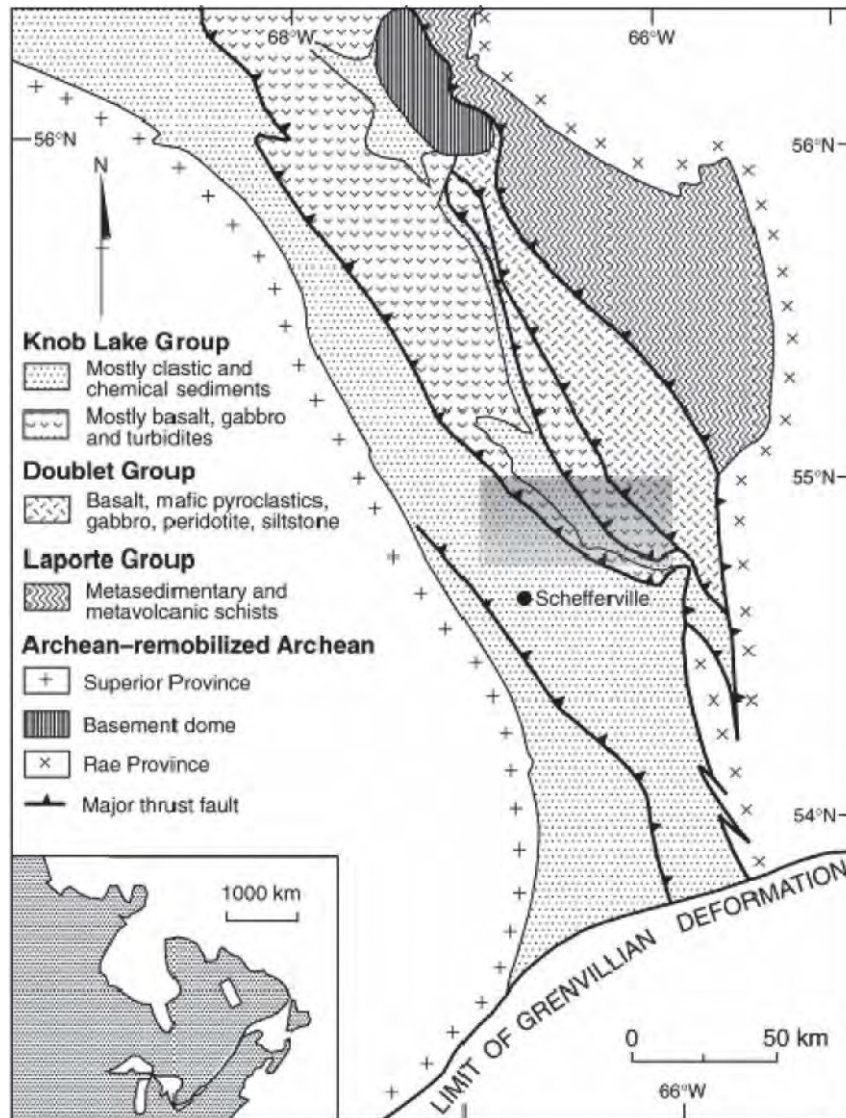 68°W
66°W
56°N
56°N
N
Knob Lake Group
Mostly clastic and
chemical sediments
Mostly basalt, gabbro
and turbidites
Doublet Group
Basalt, mafic pyroclastics,
gabbro, peridotite, siltstone
Laporte Group
Metasedimentary and
metavolcanic schists
Archean–remobilized Archean
Superior Province
Basement dome
Rae Province
Major thrust fault
55°N
Schefferville
54°N
1000 km
LIMIT OF GRENVILLIAN DEFORMATION
0 50 km
66°W